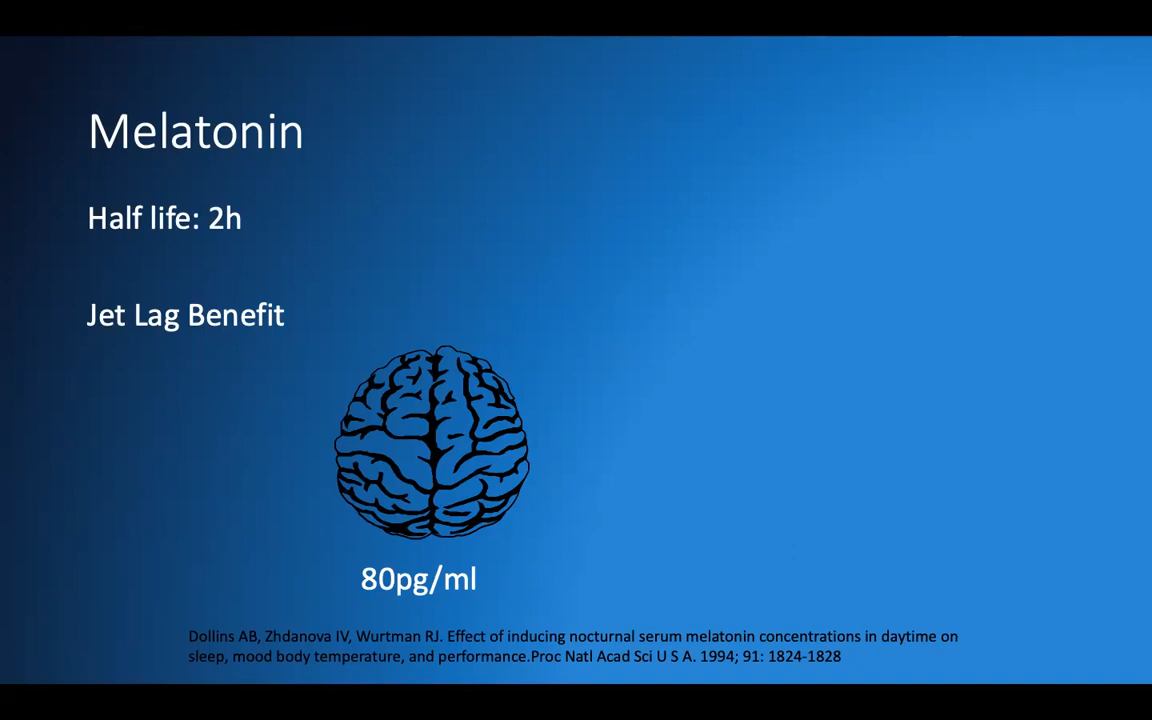 Melatonin
Half life: 2h
Jet Lag Benefit
80pg/ml
Dollins AB, Zhdanova IV, Wurtman RJ. Effect of inducing nocturnal serum melatonin concentrations in daytime on
sleep, mood body temperature, and performance.Proc Natl Acad Sci U S A. 1994; 91: 1824-1828